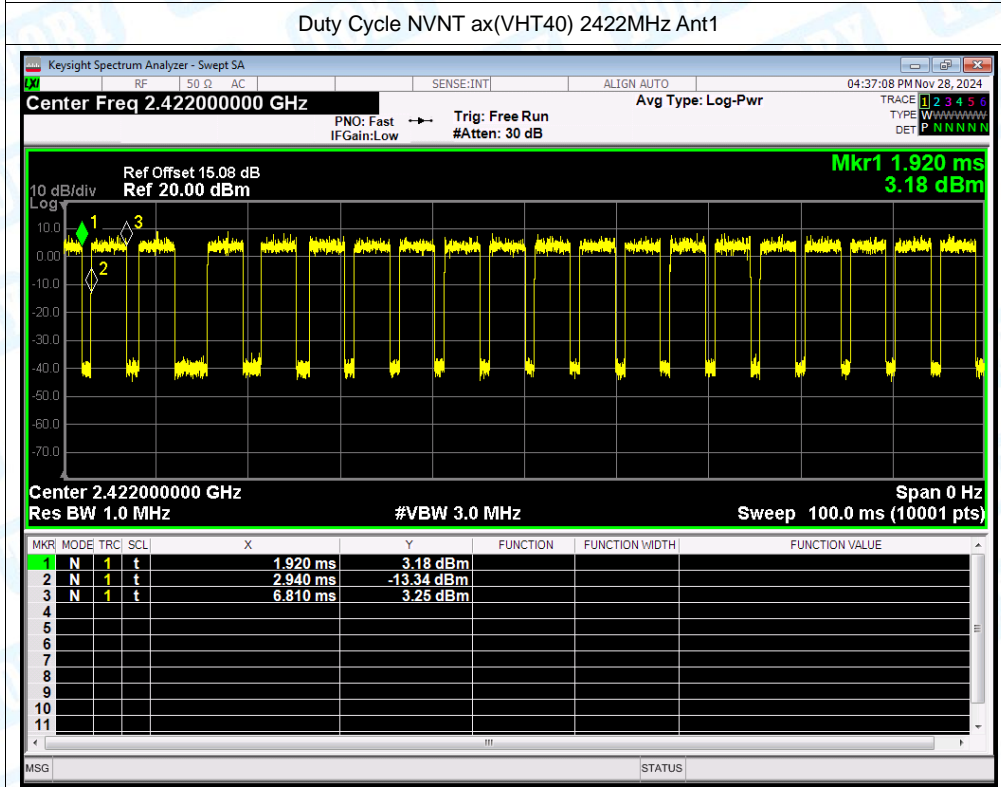 Duty Cycle NVNT ax(VHT40) 2422MHz Ant1
Keysight Spectrum Analyzer - Swept SA
LXI RF 50 Ω AC SENSE:INT ALIGN AUTO 04:37:08 PM Nov 28, 2024
Center Freq 2.422000000 GHz Avg Type: Log-Pwr TRACE 1 2 3 4 5 6
PNO: Fast Trig: Free Run TYPE WWWWWW
IFGain:Low #Atten: 30 dB DET P N N N N N
Mkr1 1.920 ms
3.18 dBm
Ref Offset 15.08 dB
10 dB/div Ref 20.00 dBm
Log
10.0
0.00
-10.0
-20.0
-30.0
-40.0
-50.0
-60.0
-70.0
1
2
3
Center 2.422000000 GHz Span 0 Hz
Res BW 1.0 MHz #VBW 3.0 MHz Sweep 100.0 ms (10001 pts)
MKR MODE TRC SCL X Y FUNCTION FUNCTION WIDTH FUNCTION VALUE
1 N 1 t 1.920 ms 3.18 dBm
2 N 1 t 2.940 ms -13.34 dBm
3 N 1 t 6.810 ms 3.25 dBm
4
5
6
7
8
9
10
11
MSG STATUS